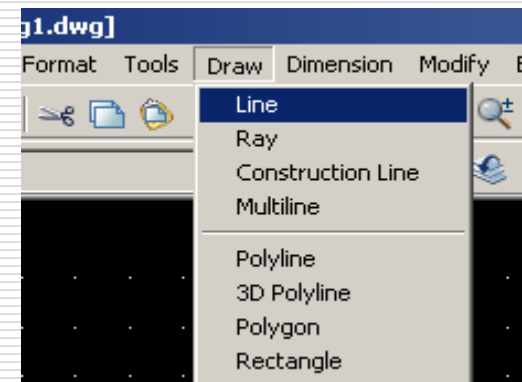 g1.dwg]
Format Tools Draw Dimension Modify
Line
Ray
Construction Line
Multiline
Polyline
3D Polyline
Polygon
Rectangle